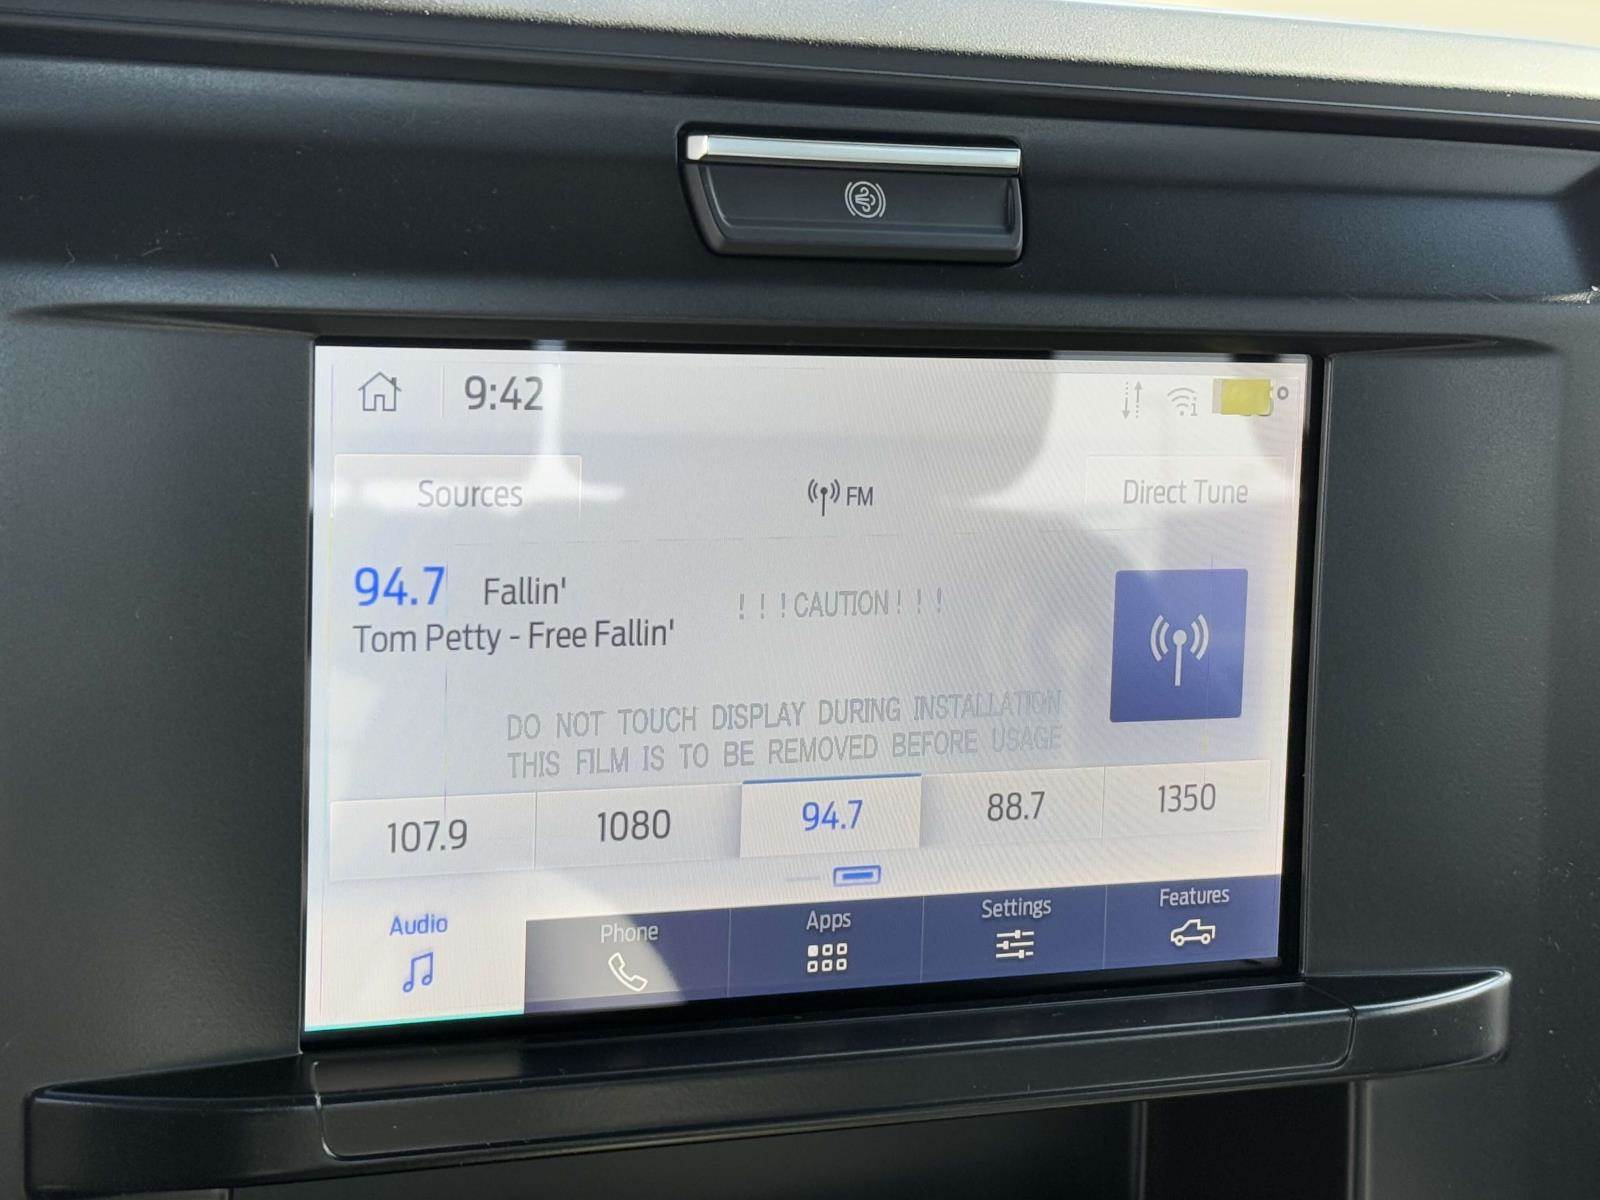 9:42
Sources
FM
Direct Tune
94.7 Fallin'
Tom Petty - Free Fallin'
! ! ! CAUTION ! ! !
DO NOT TOUCH DISPLAY DURING INSTALLATION
THIS FILM IS TO BE REMOVED BEFORE USAGE
107.9
1080
94.7
88.7
1350
Audio
Phone
Apps
Settings
Features